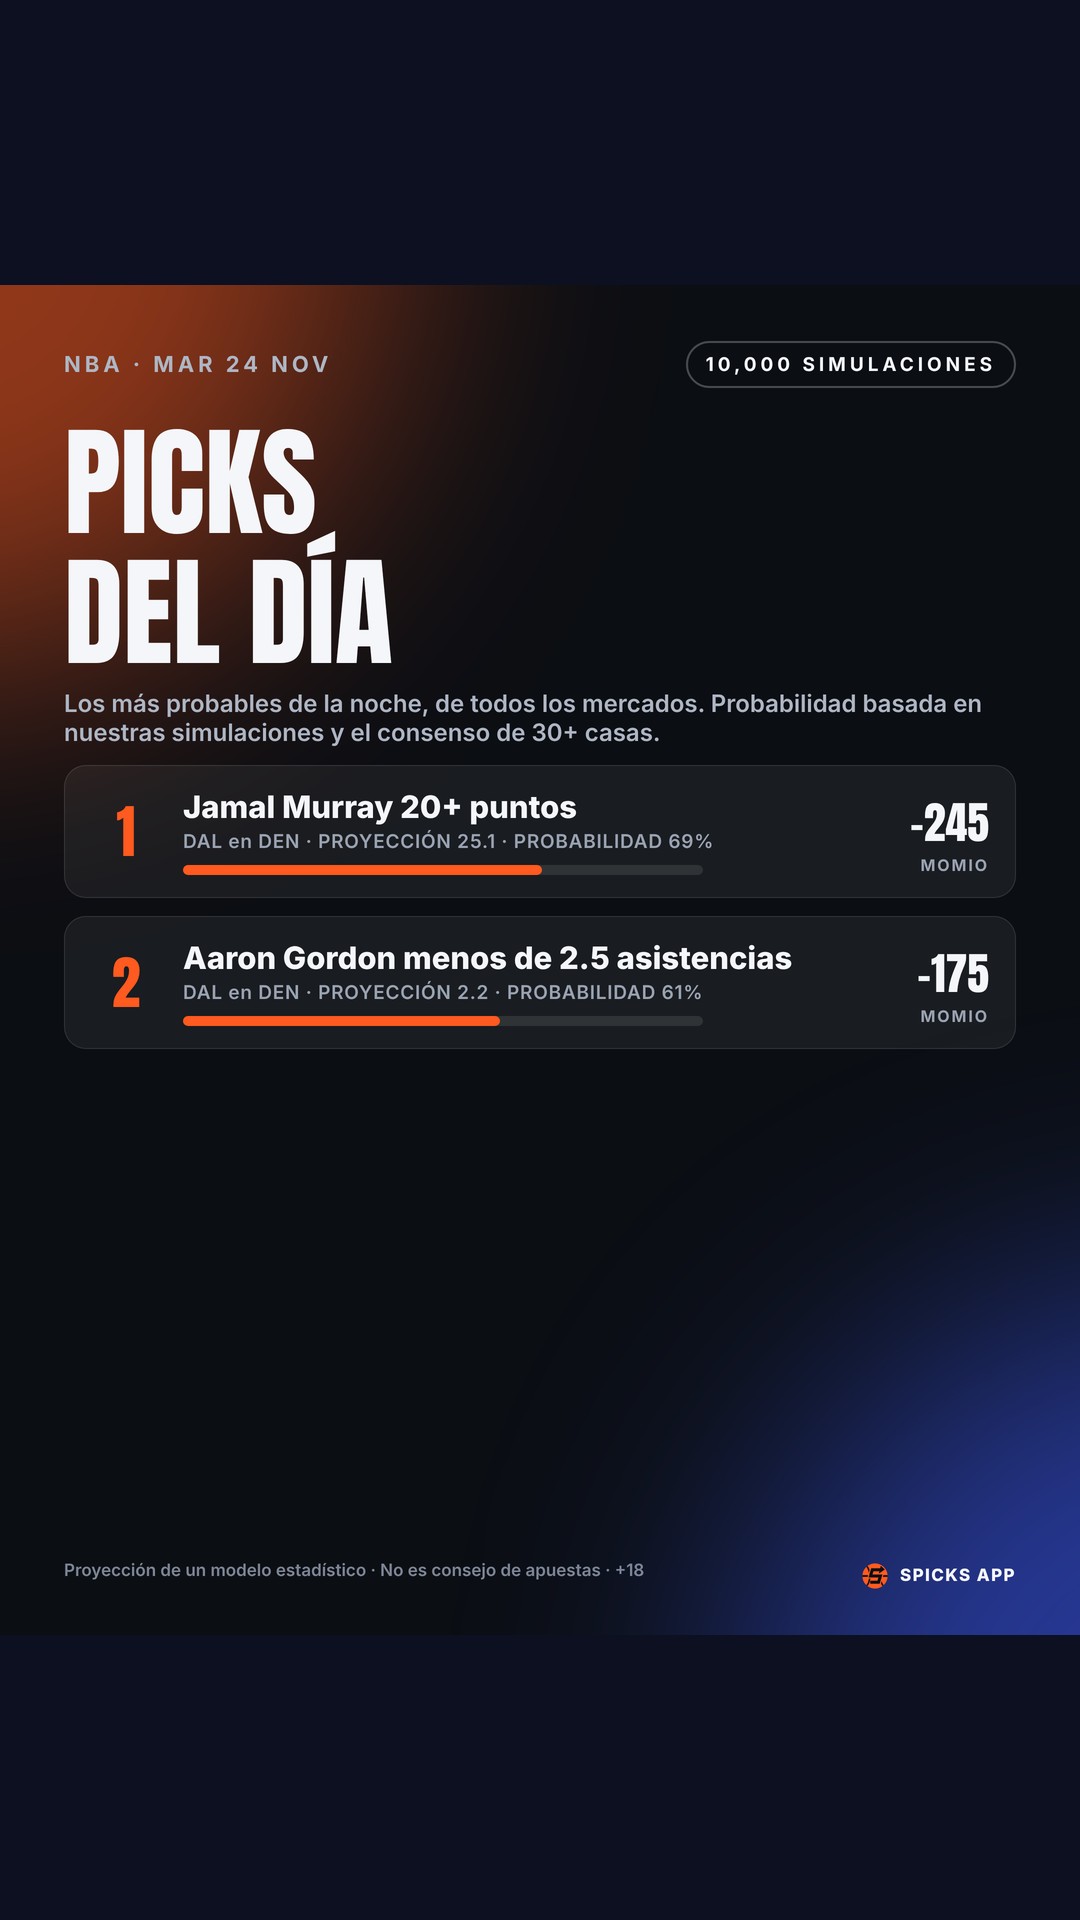 NBA · MAR 24 NOV
10,000 SIMULACIONES
PICKS
DEL DÍA
Los más probables de la noche, de todos los mercados. Probabilidad basada en
nuestras simulaciones y el consenso de 30+ casas.
1
Jamal Murray 20+ puntos
DAL en DEN · PROYECCIÓN 25.1 · PROBABILIDAD 69%
-245
MOMIO
2
Aaron Gordon menos de 2.5 asistencias
DAL en DEN · PROYECCIÓN 2.2 · PROBABILIDAD 61%
-175
MOMIO
Proyección de un modelo estadístico · No es consejo de apuestas · +18
SPICKS APP